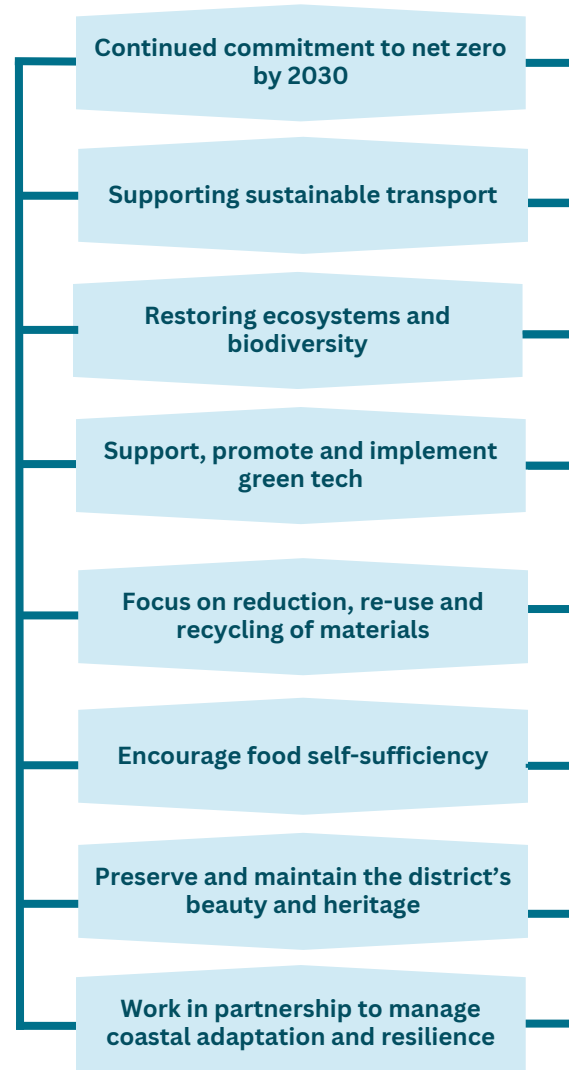 Continued commitment to net zero
by 2030
Supporting sustainable transport
Restoring ecosystems and
biodiversity
Support, promote and implement
green tech
Focus on reduction, re-use and
recycling of materials
Encourage food self-sufficiency
Preserve and maintain the district’s
beauty and heritage
Work in partnership to manage
coastal adaptation and resilience